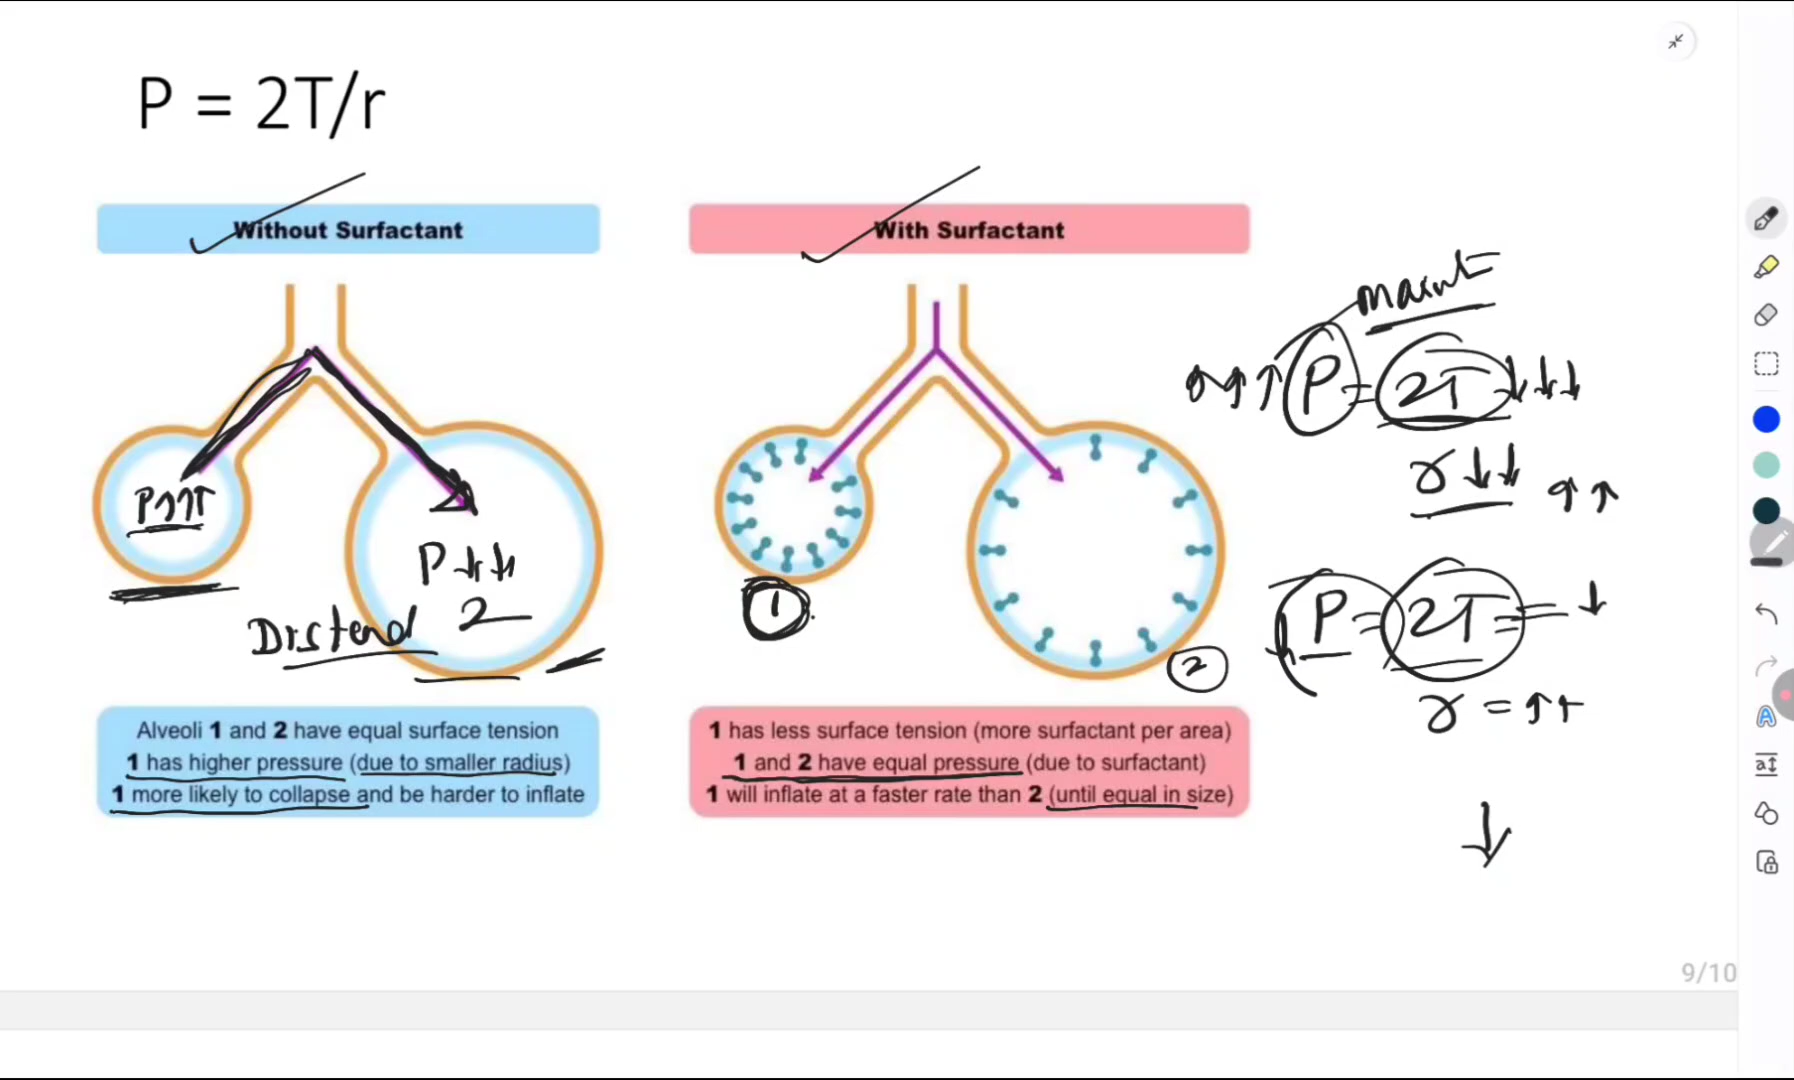 P = 2T/r
Without Surfactant
With Surfactant
P↑↑↑
P↓↓↓
2
Distend
1
2
Alveoli 1 and 2 have equal surface tension
1 has higher pressure (due to smaller radius)
1 more likely to collapse and be harder to inflate
1 has less surface tension (more surfactant per area)
1 and 2 have equal pressure (due to surfactant)
1 will inflate at a faster rate than 2 (until equal in size)
↑↑↑ P = 2T ↓↓↓
r ↓↓ ↑↑
P = 2T = ↓
r = ↑↑
↓
9/10